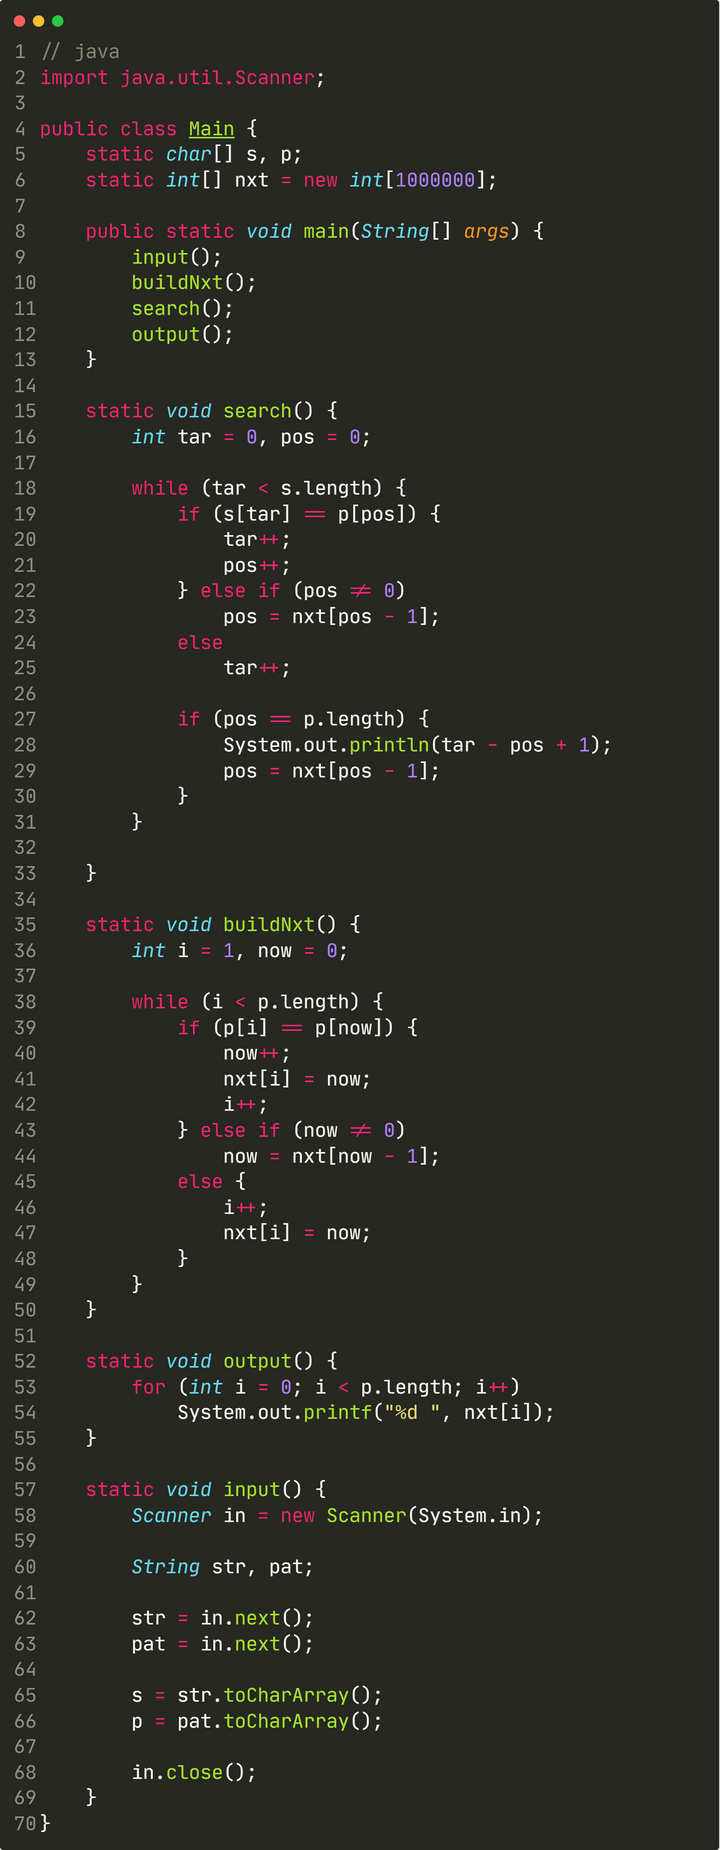 1 // java
2 import java.util.Scanner;
3
4 public class Main {
5     static char[] s, p;
6     static int[] nxt = new int[1000000];
7
8     public static void main(String[] args) {
9         input();
10         buildNxt();
11         search();
12         output();
13     }
14
15     static void search() {
16         int tar = 0, pos = 0;
17
18         while (tar < s.length) {
19             if (s[tar] == p[pos]) {
20                 tar++;
21                 pos++;
22             } else if (pos != 0)
23                 pos = nxt[pos - 1];
24             else
25                 tar++;
26
27             if (pos == p.length) {
28                 System.out.println(tar - pos + 1);
29                 pos = nxt[pos - 1];
30             }
31         }
32
33     }
34
35     static void buildNxt() {
36         int i = 1, now = 0;
37
38         while (i < p.length) {
39             if (p[i] == p[now]) {
40                 now++;
41                 nxt[i] = now;
42                 i++;
43             } else if (now != 0)
44                 now = nxt[now - 1];
45             else {
46                 i++;
47                 nxt[i] = now;
48             }
49         }
50     }
51
52     static void output() {
53         for (int i = 0; i < p.length; i++)
54             System.out.printf("%d ", nxt[i]);
55     }
56
57     static void input() {
58         Scanner in = new Scanner(System.in);
59
60         String str, pat;
61
62         str = in.next();
63         pat = in.next();
64
65         s = str.toCharArray();
66         p = pat.toCharArray();
67
68         in.close();
69     }
70 }